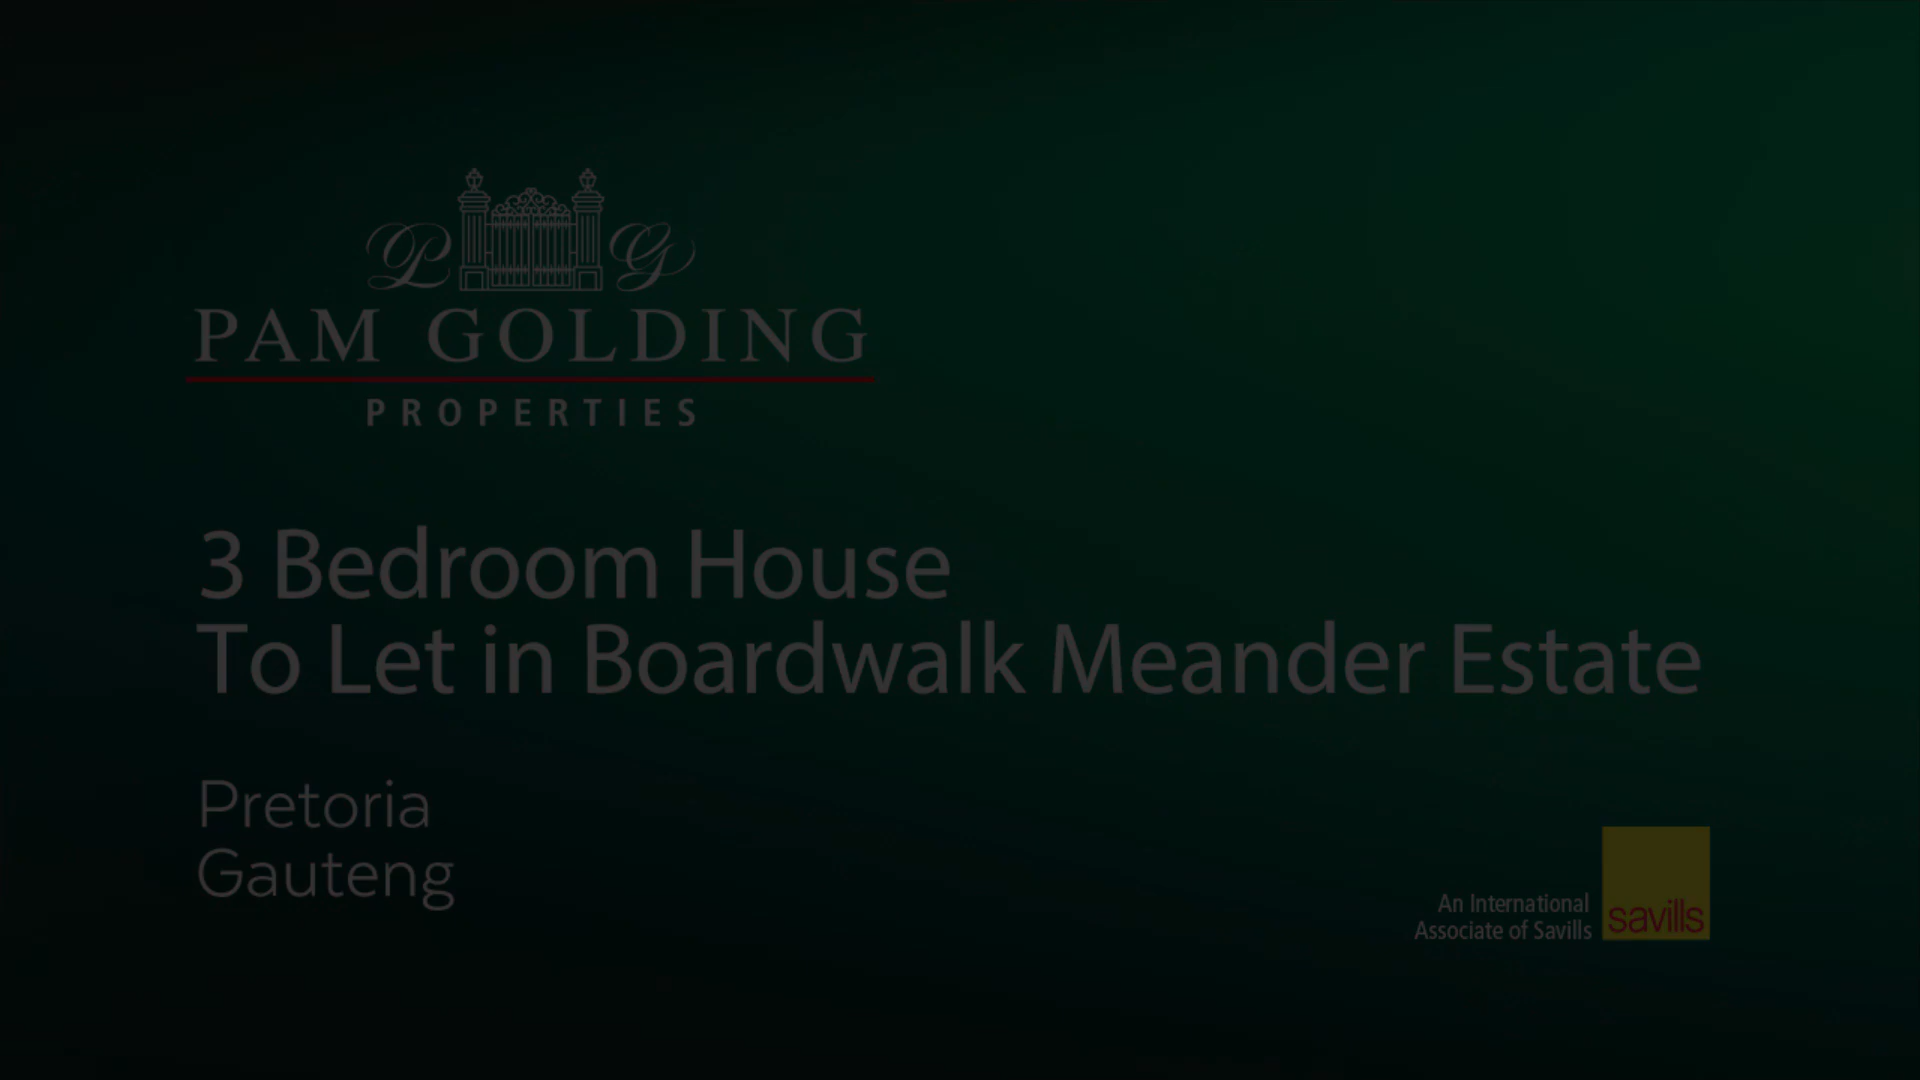 P G
PAM GOLDING
PROPERTIES
3 Bedroom House
To Let in Boardwalk Meander Estate
Pretoria
Gauteng
An International
Associate of Savills
savills